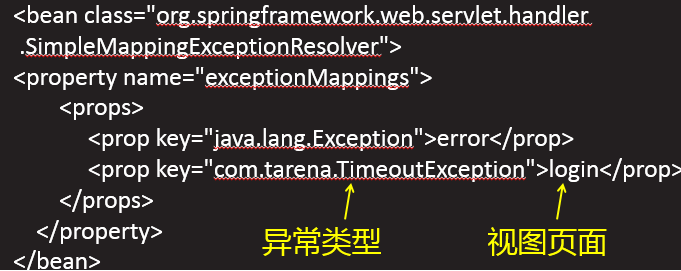 <bean class="org.springframework.web.servlet.handler
.SimpleMappingExceptionResolver">
<property name="exceptionMappings">
<props>
<prop key="java.lang.Exception">error</prop>
<prop key="com.tarena.TimeoutException">login</prop>
</props>
</property>
异常类型 视图页面
</bean>